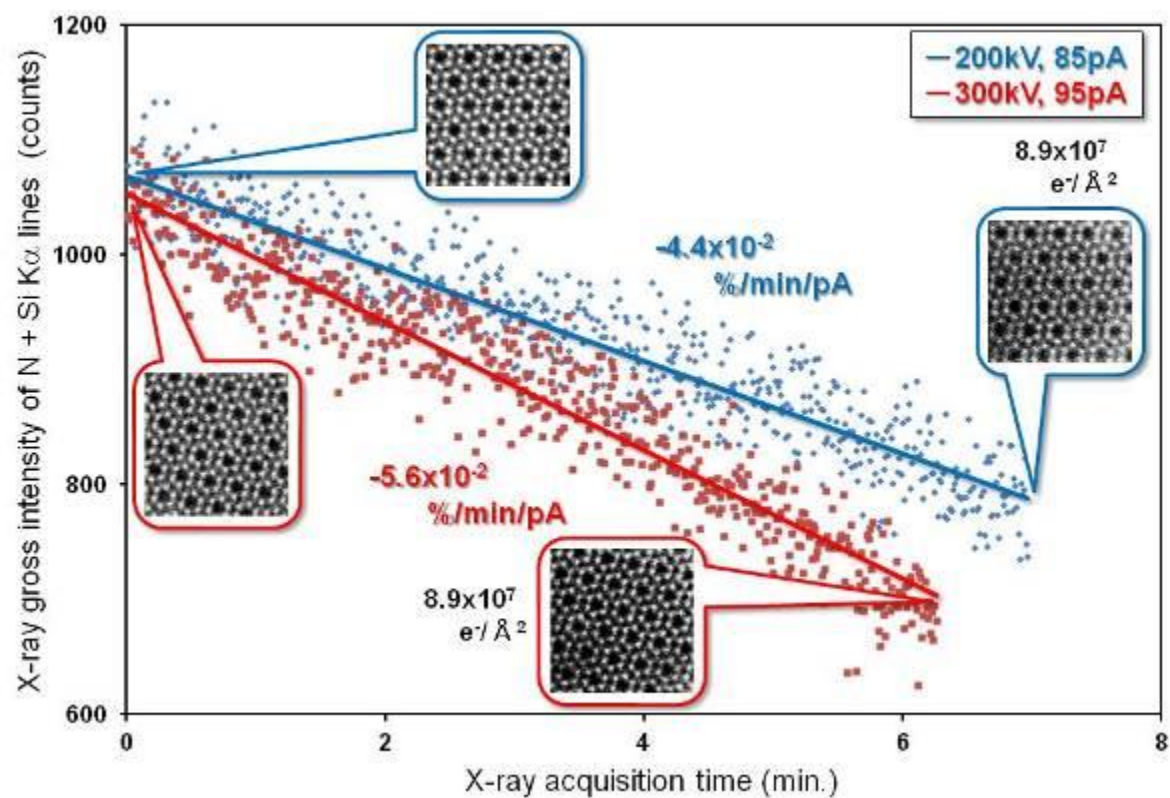 1200
1000
800
600
X-ray gross intensity of N + Si Kα lines (counts)
200kV, 85pA
300kV, 95pA
8.9x10⁷
e⁻/ Å ²
-4.4x10⁻²
‰/min/pA
-5.6x10⁻²
‰/min/pA
8.9x10⁷
e⁻/ Å ²
0 2 4 6 8
X-ray acquisition time (min.)